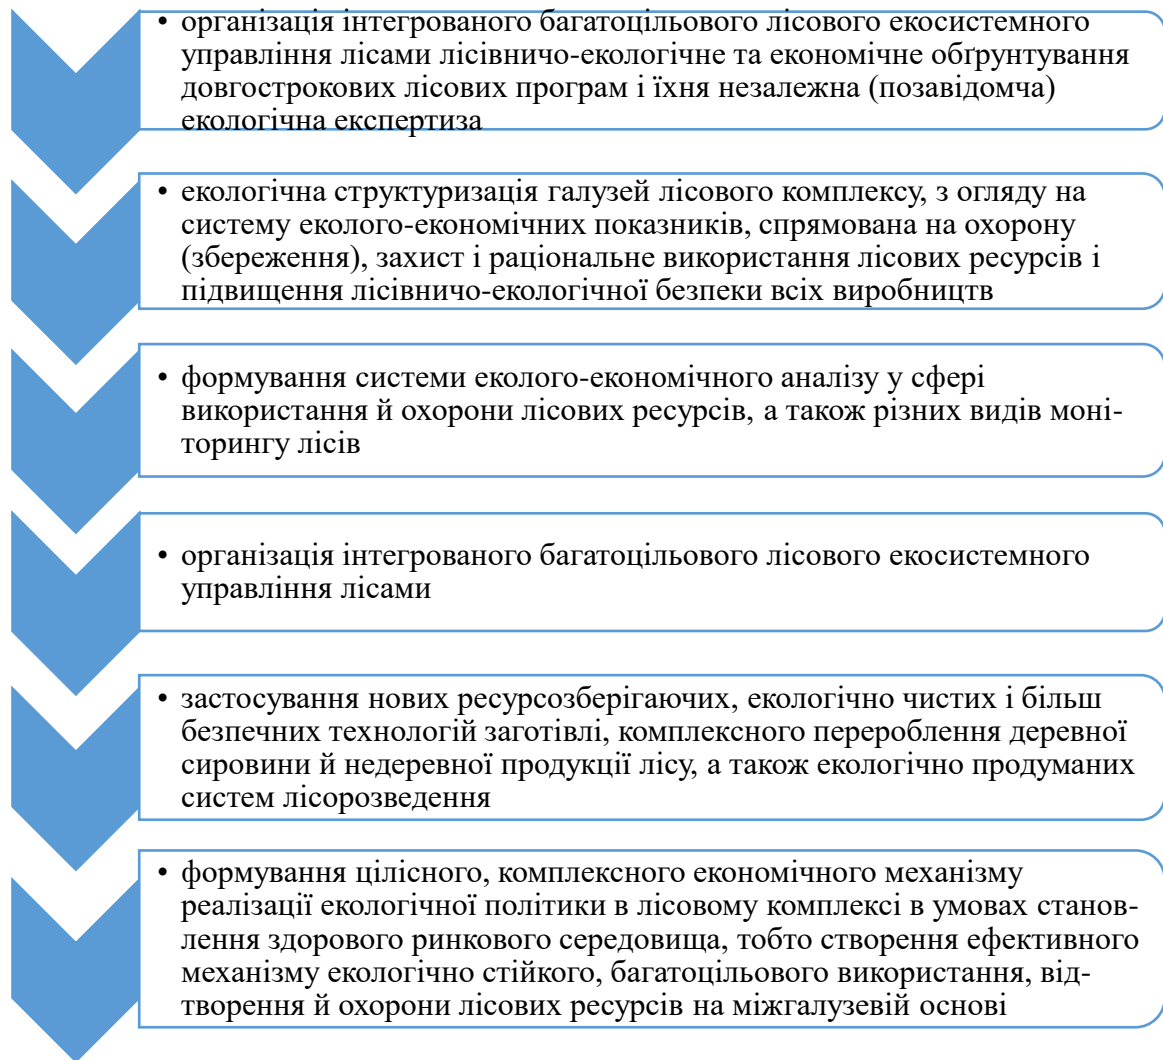 • організація інтегрованого багатоцільового лісового екосистемного
управління лісами лісівничо-екологічне та економічне обґрунтування
довгострокових лісових програм і їхня незалежна (позавідомча)
екологічна експертиза
• екологічна структуризація галузей лісового комплексу, з огляду на
систему еколого-економічних показників, спрямована на охорону
(збереження), захист і раціональне використання лісових ресурсів і
підвищення лісівничо-екологічної безпеки всіх виробництв
• формування системи еколого-економічного аналізу у сфері
використання й охорони лісових ресурсів, а також різних видів моні-
торингу лісів
• організація інтегрованого багатоцільового лісового екосистемного
управління лісами
• застосування нових ресурсозберігаючих, екологічно чистих і більш
безпечних технологій заготівлі, комплексного перероблення деревної
сировини й недеревної продукції лісу, а також екологічно продуманих
систем лісорозведення
• формування цілісного, комплексного економічного механізму
реалізації екологічної політики в лісовому комплексі в умовах станов-
лення здорового ринкового середовища, тобто створення ефективного
механізму екологічно стійкого, багатоцільового використання, від-
творення й охорони лісових ресурсів на міжгалузевій основі